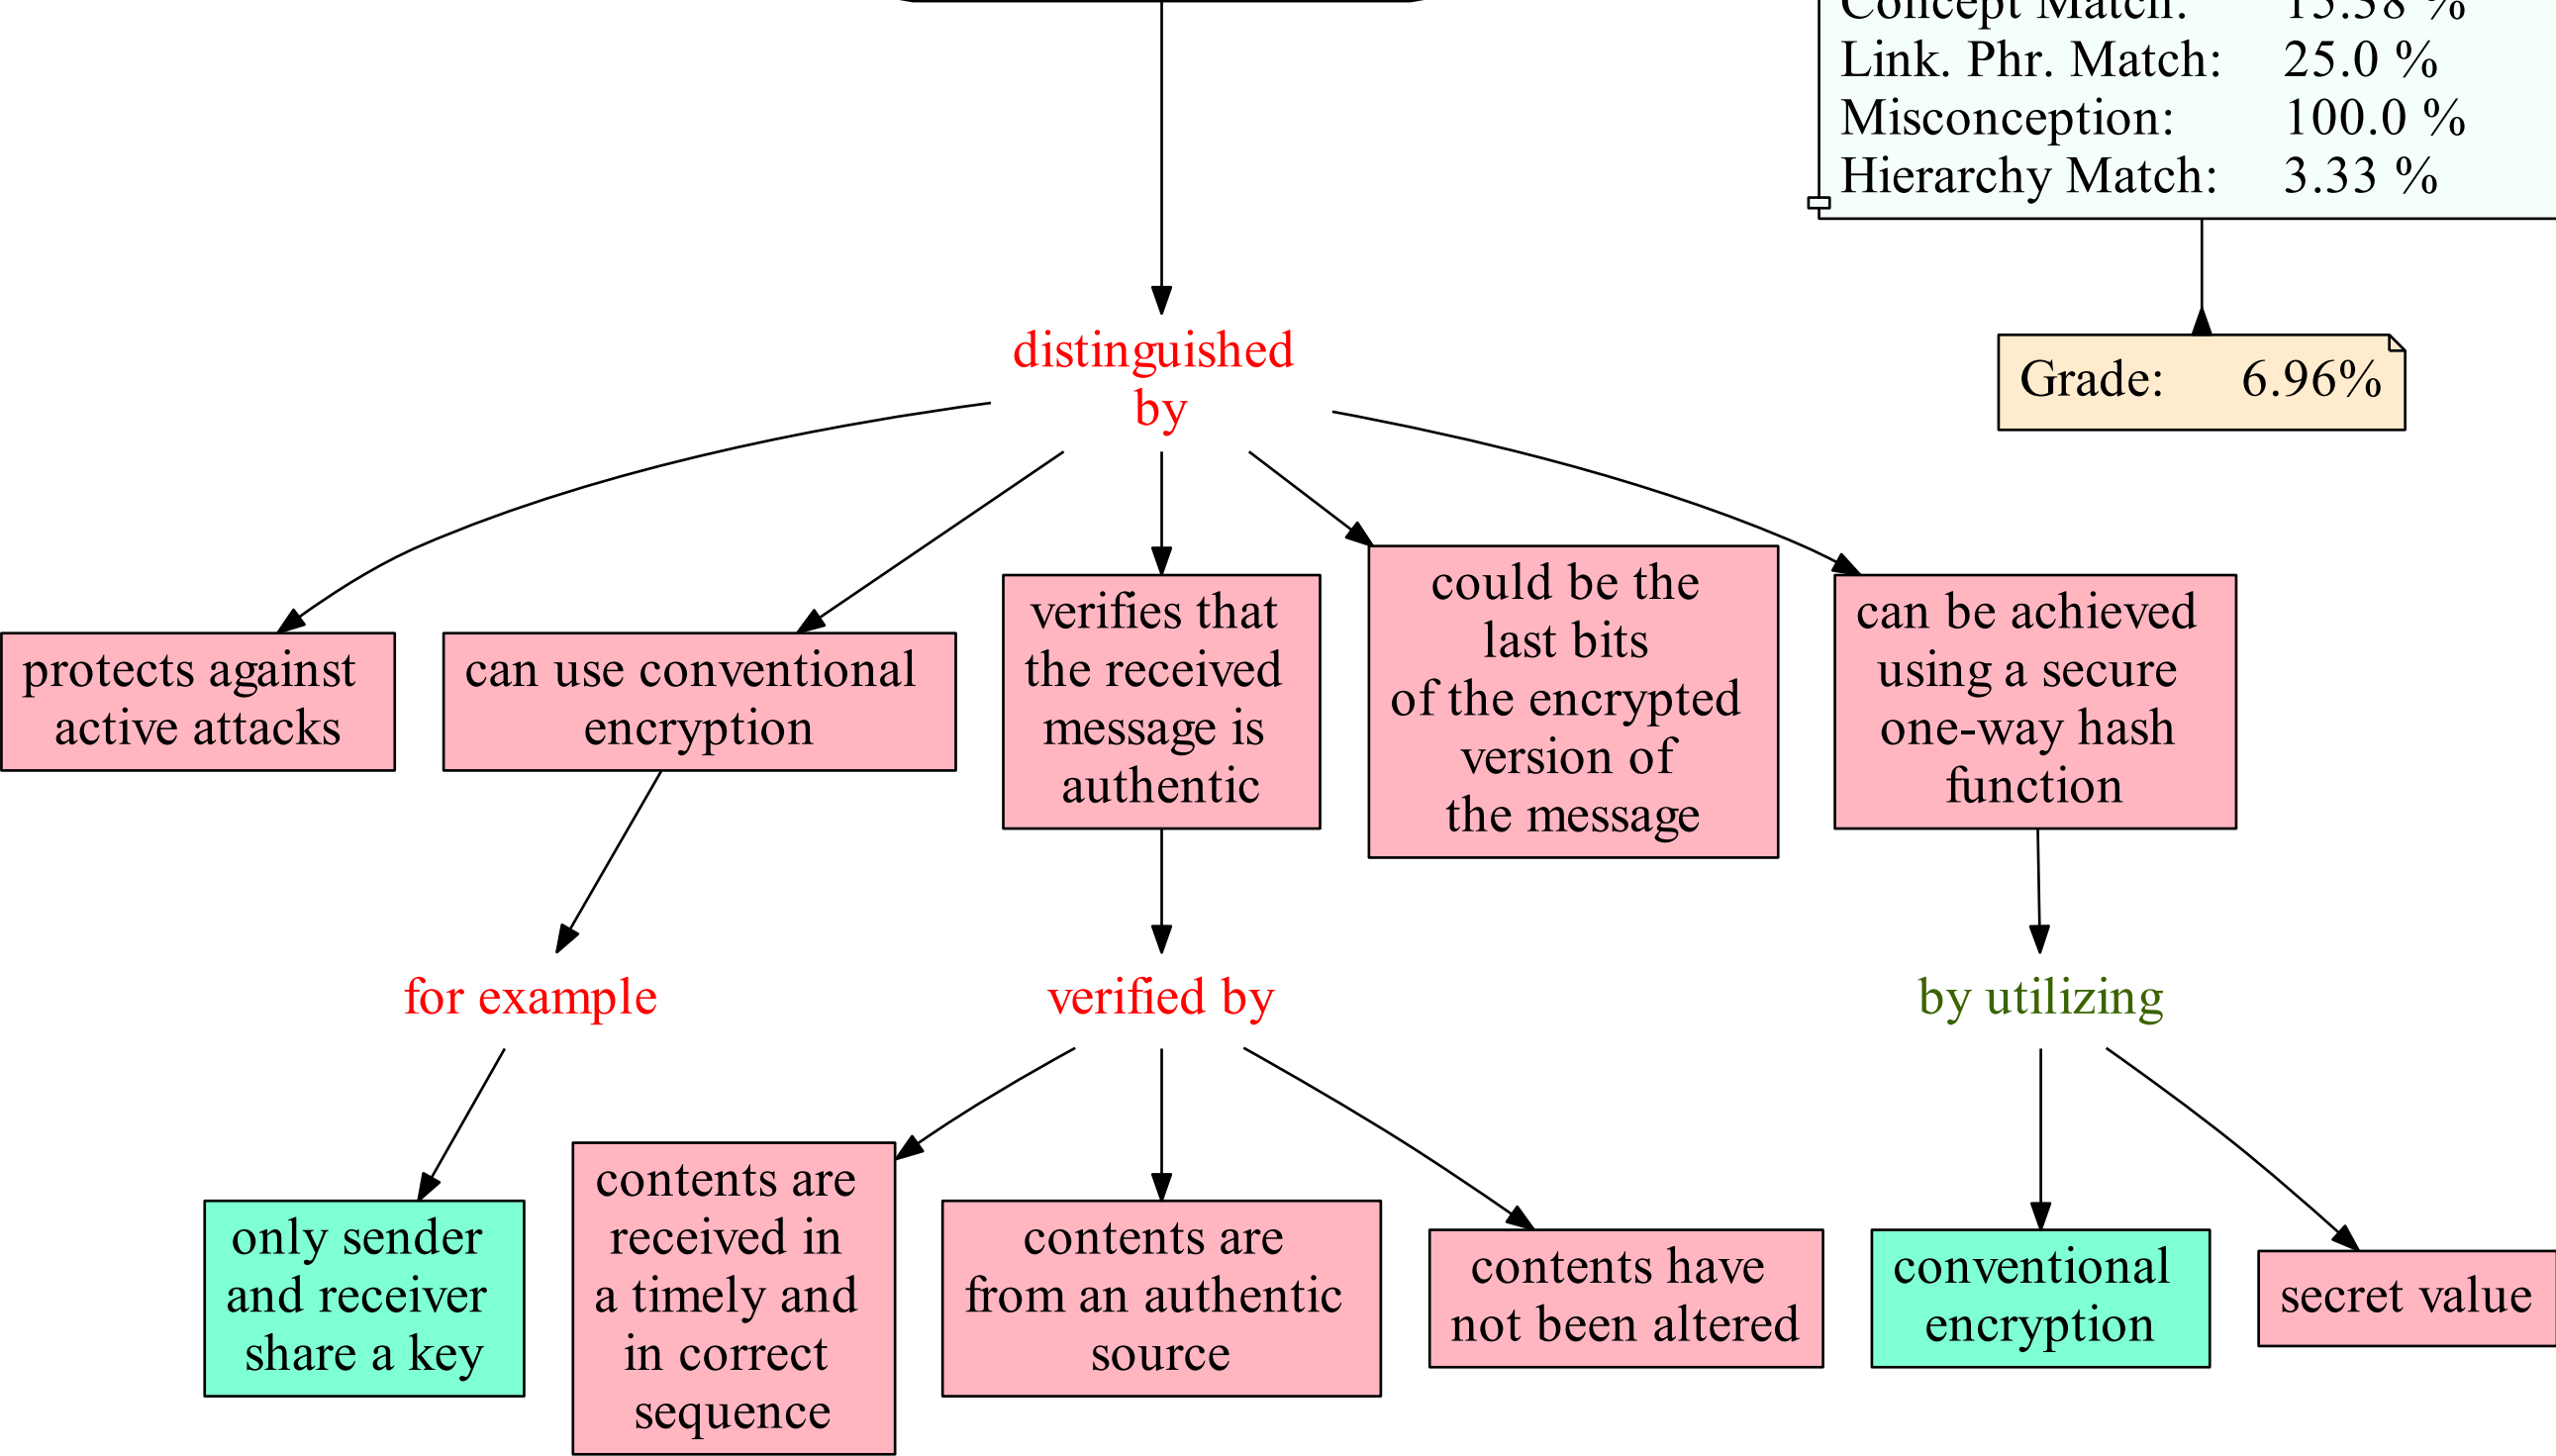 Concept Match: 15.38 %
Link. Phr. Match: 25.0 %
Misconception: 100.0 %
Hierarchy Match: 3.33 %
Grade: 6.96%
distinguished
by
protects against
active attacks
can use conventional
encryption
verifies that
the received
message is
authentic
could be the
last bits
of the encrypted
version of
the message
can be achieved
using a secure
one-way hash
function
for example
verified by
by utilizing
only sender
and receiver
share a key
contents are
received in
a timely and
in correct
sequence
contents are
from an authentic
source
contents have
not been altered
conventional
encryption
secret value